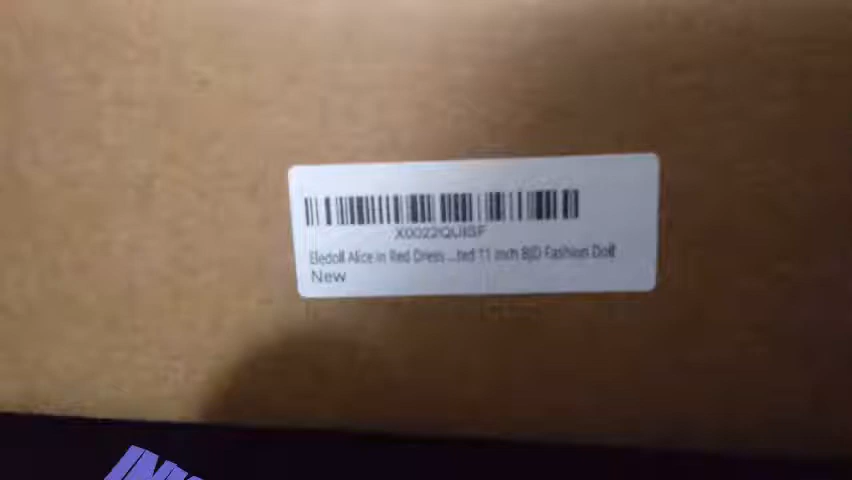 X0022QUISF
Eledoll Alice in Red Dress ...ted 11 inch BJD Fashion Doll
New